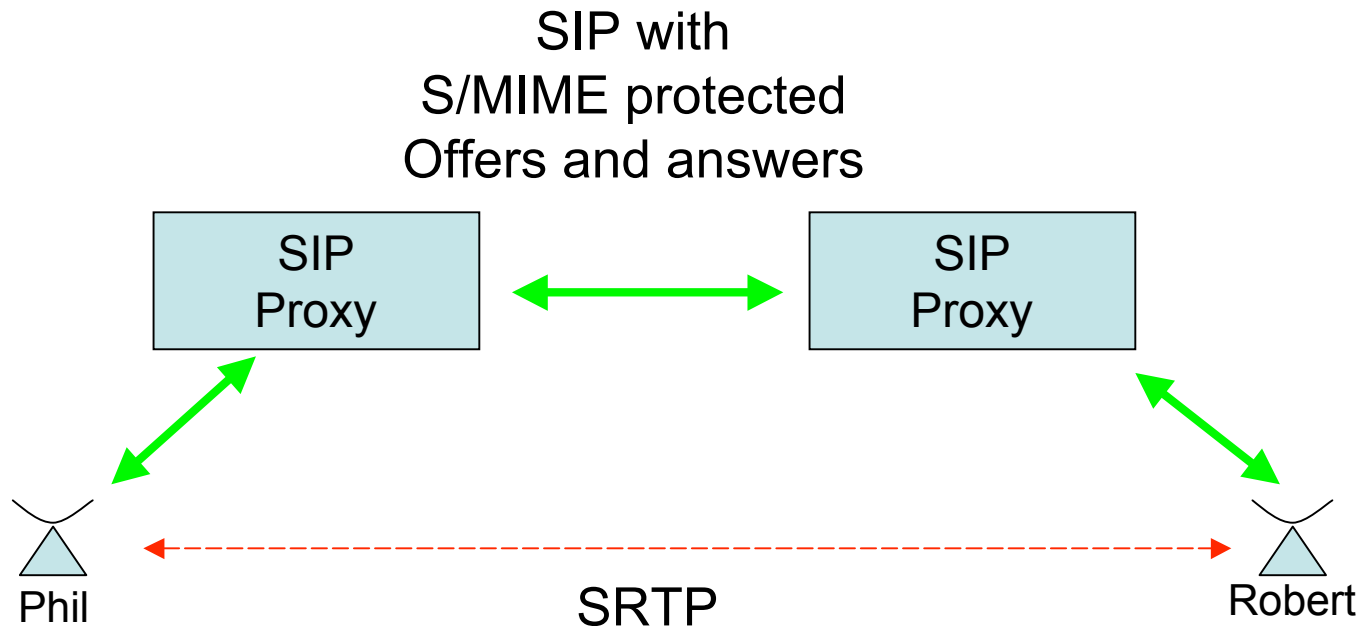 SIP with
S/MIME protected
Offers and answers
SIP
Proxy
SIP
Proxy
Phil
SRTP
Robert